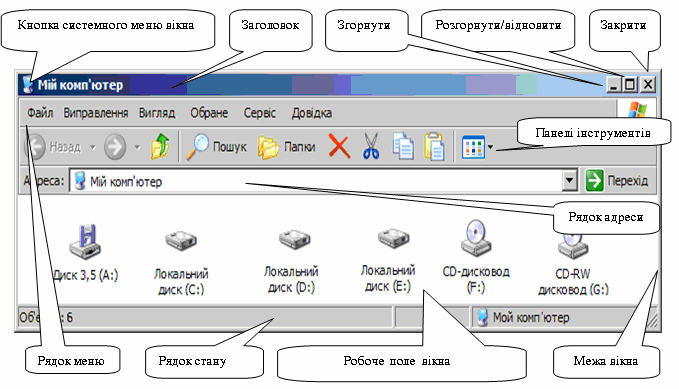 Кнопка системного меню вікна
Заголовок
Згорнути
Розгорнути/відновити
Закрити
Мій комп'ютер
Файл Виправлення Вигляд Обране Сервіс Довідка
Панелі інструментів
Назад Пошук Папки
Адреса: Мій комп'ютер Перехід
Рядок адреси
Диск 3,5 (A:)
Локальний
диск (C:)
Локальний
диск (D:)
Локальний
диск (E:)
CD-дисковод
(F:)
CD-RW
дисковод (G:)
6
Мой комп'ютер
Рядок меню
Рядок стану
Робоче поле вікна
Межа вікна